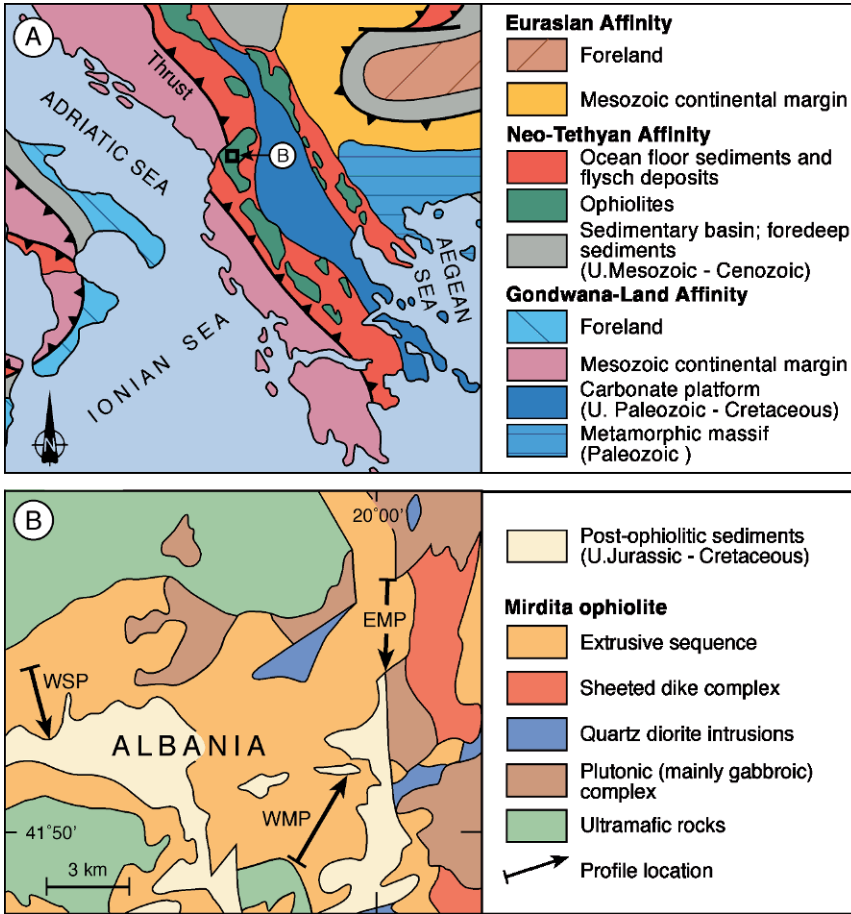 A
Thrust
ADRIATIC SEA
B
AEGEAN
SEA
IONIAN SEA
N
Eurasian Affinity
Foreland
Mesozoic continental margin
Neo-Tethyan Affinity
Ocean floor sediments and
flysch deposits
Ophiolites
Sedimentary basin; foredeep
sediments
(U.Mesozoic - Cenozoic)
Gondwana-Land Affinity
Foreland
Mesozoic continental margin
Carbonate platform
(U. Paleozoic - Cretaceous)
Metamorphic massif
(Paleozoic )
B
20°00'
EMP
WSP
ALBANIA
WMP
41°50'
3 km
Post-ophiolitic sediments
(U.Jurassic - Cretaceous)
Mirdita ophiolite
Extrusive sequence
Sheeted dike complex
Quartz diorite intrusions
Plutonic (mainly gabbroic)
complex
Ultramafic rocks
Profile location